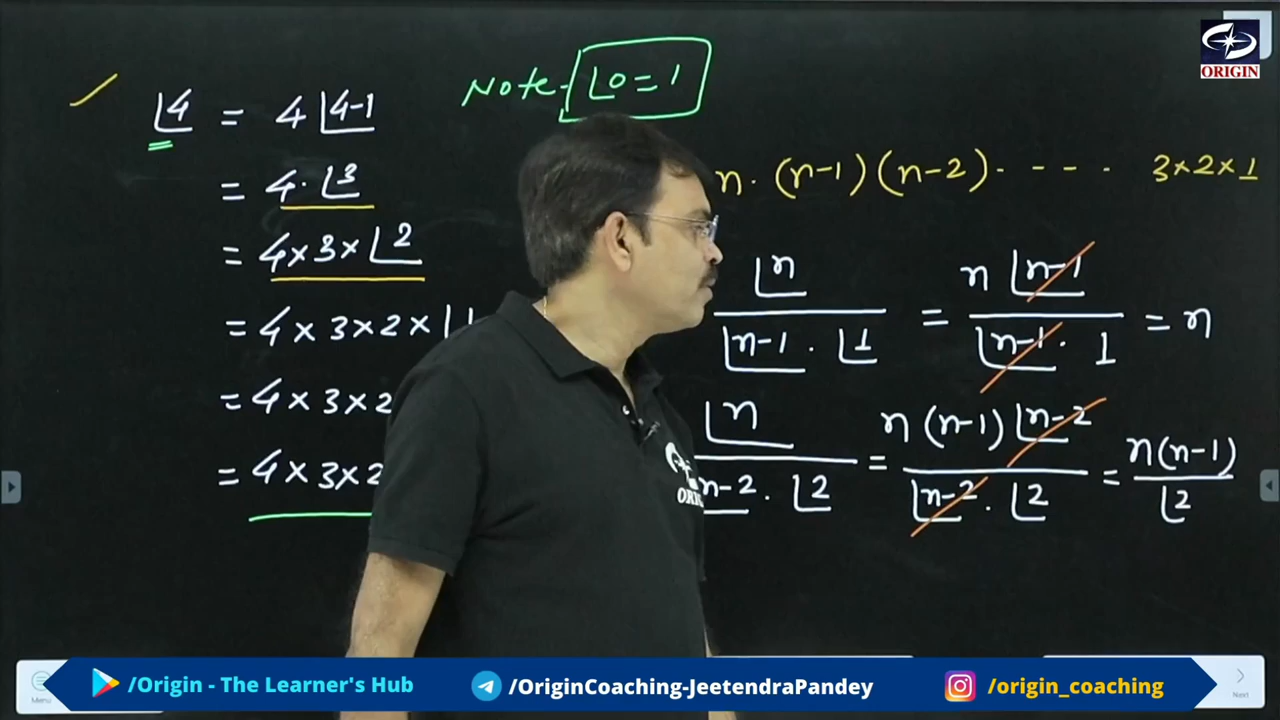 ORIGIN
Note- ⌊0 = 1
⌊4 = 4 ⌊4-1
= 4 · ⌊3
= 4×3×⌊2
= 4 × 3 × 2 × ⌊1
= 4 × 3 × 2
= 4 × 3 × 2
n · (n-1) (n-2) · - - - · 3×2×1
⌊n / ⌊n-1 · ⌊1 = n ⌊n-1 / ⌊n-1 · 1 = n
⌊n / n-2 · ⌊2 = n (n-1) ⌊n-2 / ⌊n-2 · ⌊2 = n(n-1) / ⌊2
Menu
/Origin - The Learner's Hub
/OriginCoaching-JeetendraPandey
/origin_coaching
Next